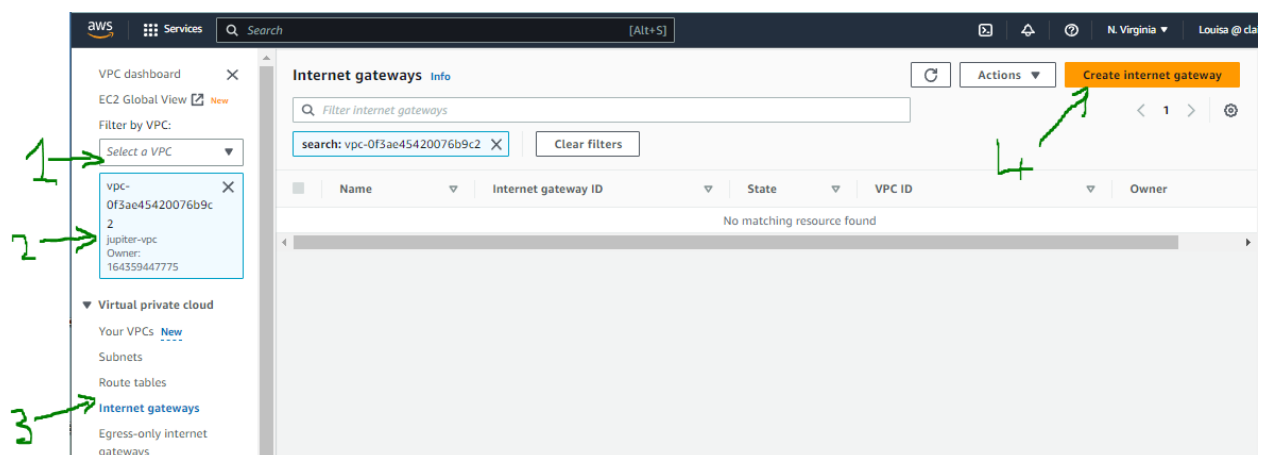 aws Services Search [Alt+S] N. Virginia ▼ Louisa @ cla
VPC dashboard
EC2 Global View New
Filter by VPC:
1
Select a VPC
vpc-
0f3ae45420076b9c
2
2
jupiter-vpc
Owner:
164359447775
Virtual private cloud
Your VPCs New
Subnets
Route tables
3
Internet gateways
Egress-only internet
gateways
Internet gateways Info Actions Create internet gateway
Filter internet gateways 1
4
search: vpc-0f3ae45420076b9c2 Clear filters
Name Internet gateway ID State VPC ID Owner
No matching resource found